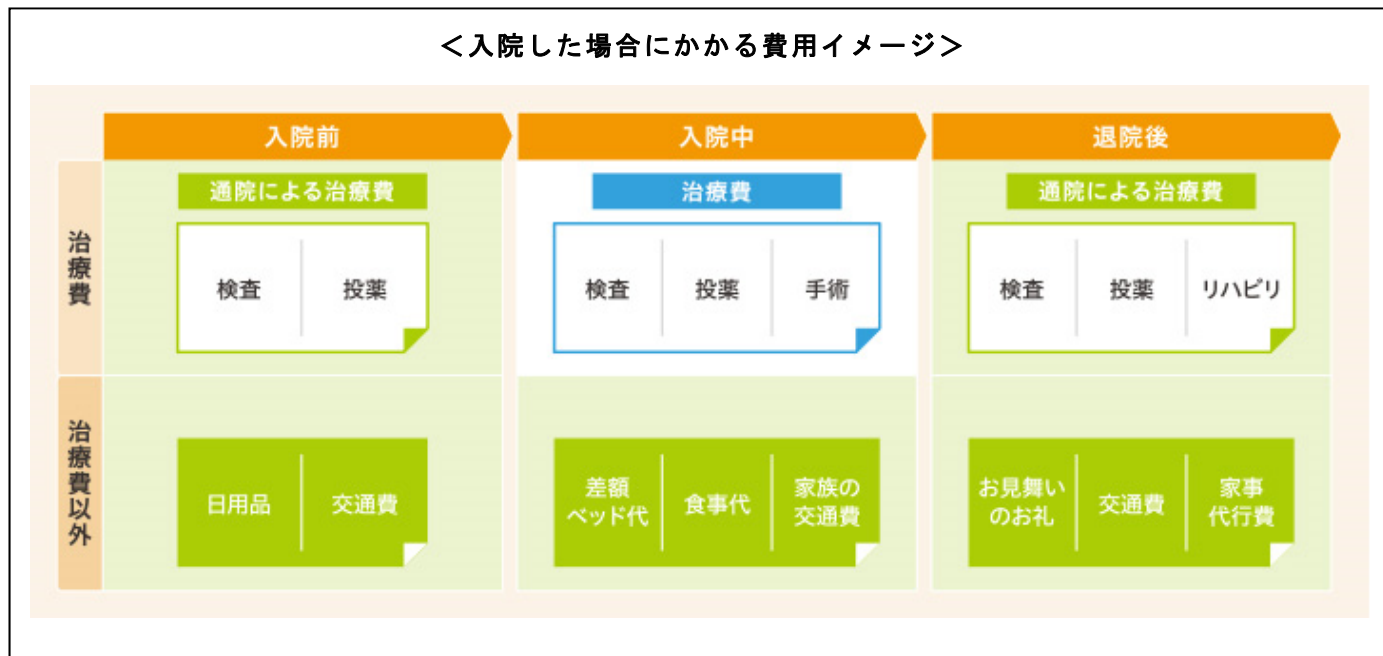 ＜入院した場合にかかる費用イメージ＞
入院前
入院中
退院後
治療費
通院による治療費
検査
投薬
治療費
検査
投薬
手術
通院による治療費
検査
投薬
リハビリ
治療費以外
日用品
交通費
差額
ベッド代
食事代
家族の
交通費
お見舞い
のお礼
交通費
家事
代行費